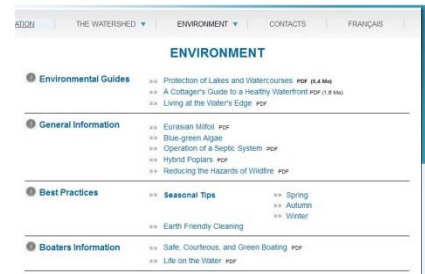 ATION THE WATERSHED ▼ ENVIRONMENT ▼ CONTACTS FRANÇAIS
ENVIRONMENT
Environmental Guides
»» Protection of Lakes and Watercourses PDF (5,4 Mo)
»» A Cottager's Guide to a Healthy Waterfront PDF (1,6 Mo)
»» Living at the Water's Edge PDF
General Information
»» Eurasian Milfoil PDF
»» Blue-green Algae
»» Operation of a Septic System PDF
»» Hybrid Poplars PDF
»» Reducing the Hazards of Wildfire PDF
Best Practices
»» Seasonal Tips »» Spring
»» Autumn
»» Winter
»» Earth Friendly Cleaning
Boaters Information
»» Safe, Courteous, and Green Boating PDF
»» Life on the Water PDF